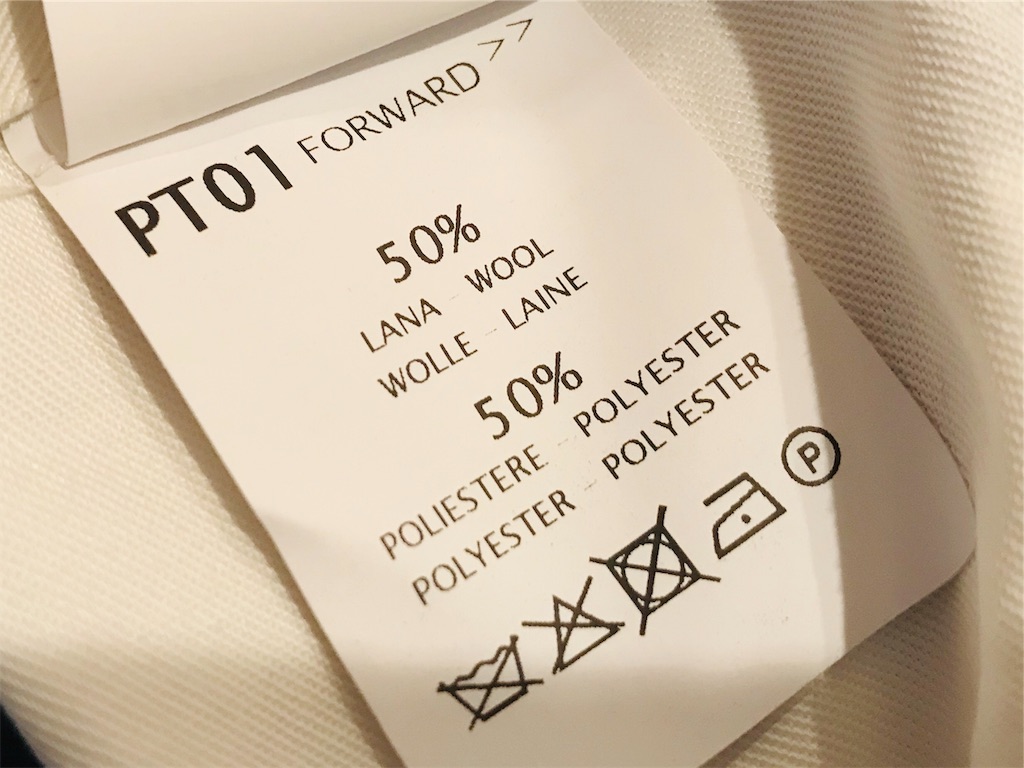 PT01 FORWARD >>
50%
LANA - WOOL
WOLLE - LAINE
50%
POLIESTERE - POLYESTER
POLYESTER - POLYESTER
P